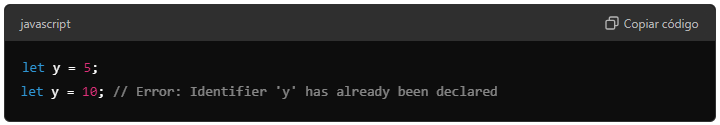 javascript
Copiar código
let y = 5;
let y = 10; // Error: Identifier 'y' has already been declared